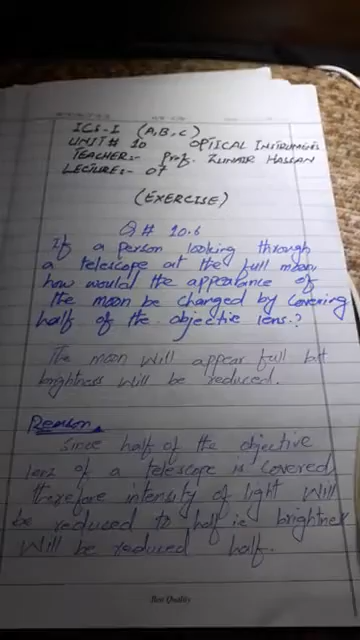 ICS-I (A,B,C)
UNIT # 10 OPTICAL INSTRUMENTS
TEACHER:- Prof. ZUNAIR HASSAN
LECTURE:- 07
(EXERCISE)
Q # 10.6
If a person looking through
a telescope at the full moon,
how would the appearance of
the moon be changed by covering
half of the objective lens.?
The moon will appear full but
brightness will be reduced.
Reason
Since half of the objective
lens of a telescope is covered,
therefore intensity of light will
be reduced to half ie brightness
will be reduced half.
Best Quality